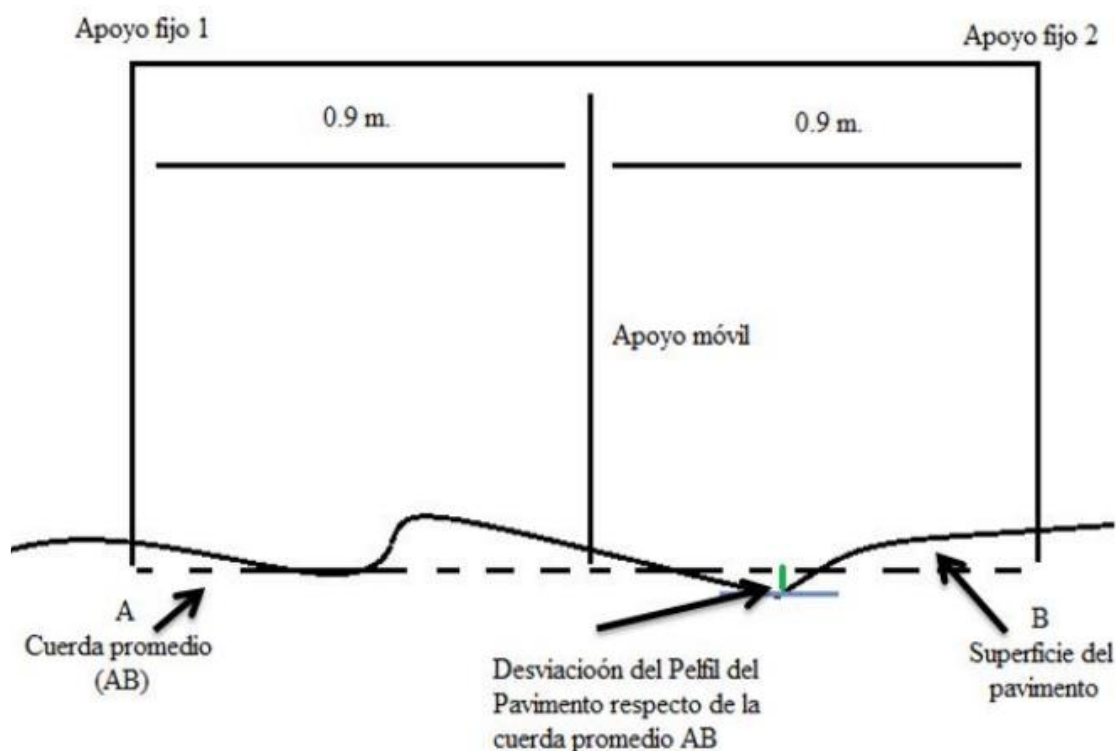 Apoyo fijo 1
Apoyo fijo 2
0.9 m.
0.9 m.
Apoyo móvil
A
Cuerda promedio
(AB)
Desviacioón del Pelfil del
Pavimento respecto de la
cuerda promedio AB
B
Superficie del
pavimento